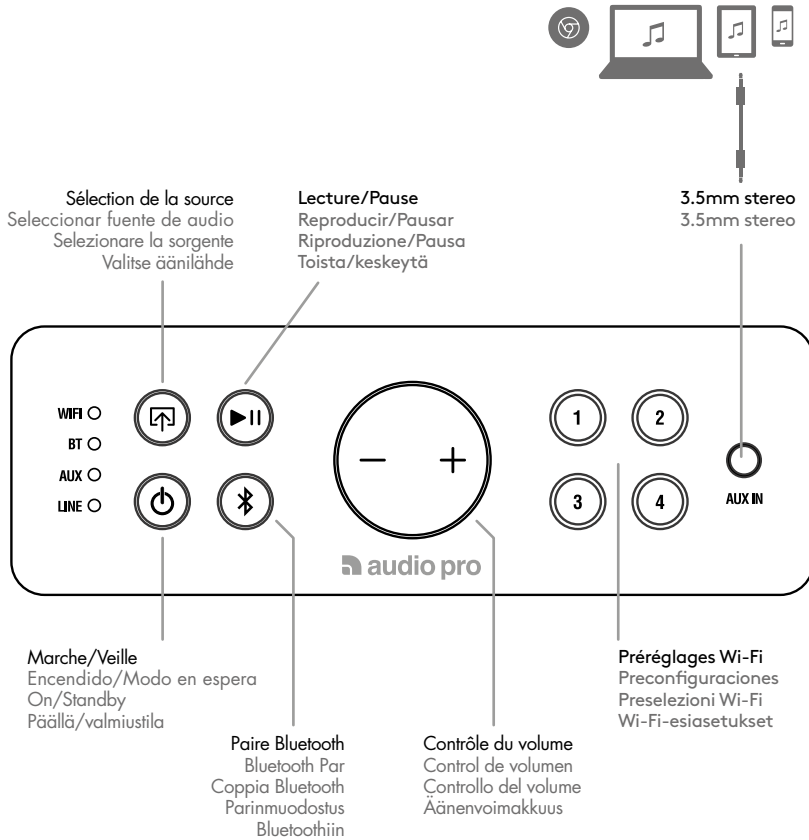 Sélection de la source
Seleccionar fuente de audio
Selezionare la sorgente
Valitse äänilähde
Lecture/Pause
Reproducir/Pausar
Riproduzione/Pausa
Toista/keskeytä
3.5mm stereo
3.5mm stereo
WIFI
BT
AUX
LINE
1
2
3
4
AUX IN
audio pro
Marche/Veille
Encendido/Modo en espera
On/Standby
Päällä/valmiustila
Paire Bluetooth
Bluetooth Par
Coppia Bluetooth
Parinmuodostus
Bluetoothiin
Contrôle du volume
Control de volumen
Controllo del volume
Äänenvoimakkuus
Préréglages Wi-Fi
Preconfiguraciones
Preselezioni Wi-Fi
Wi-Fi-esiasetukset